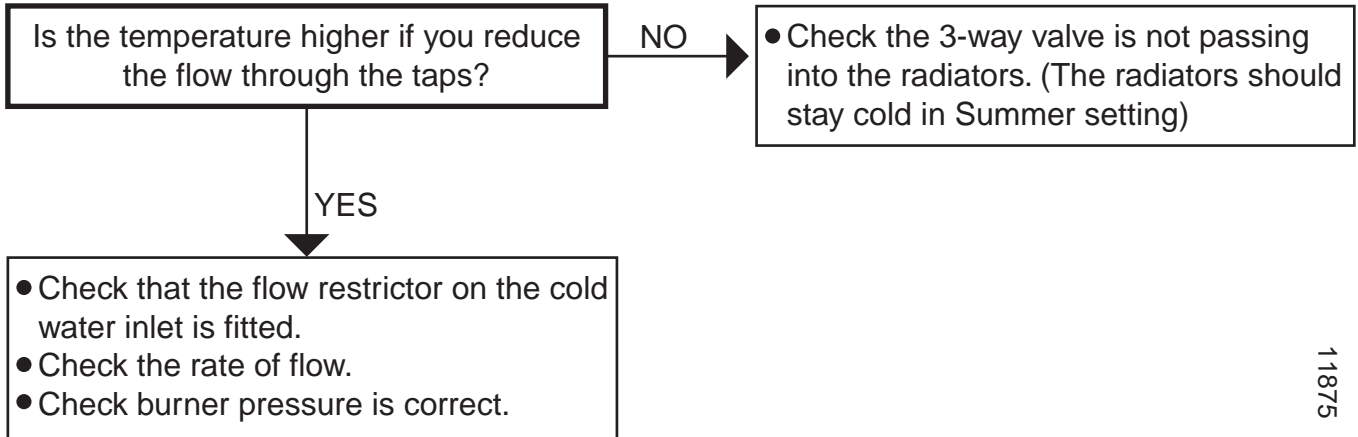 Is the temperature higher if you reduce
the flow through the taps?
NO
● Check the 3-way valve is not passing
into the radiators. (The radiators should
stay cold in Summer setting)
YES
● Check that the flow restrictor on the cold
water inlet is fitted.
● Check the rate of flow.
● Check burner pressure is correct.
11875